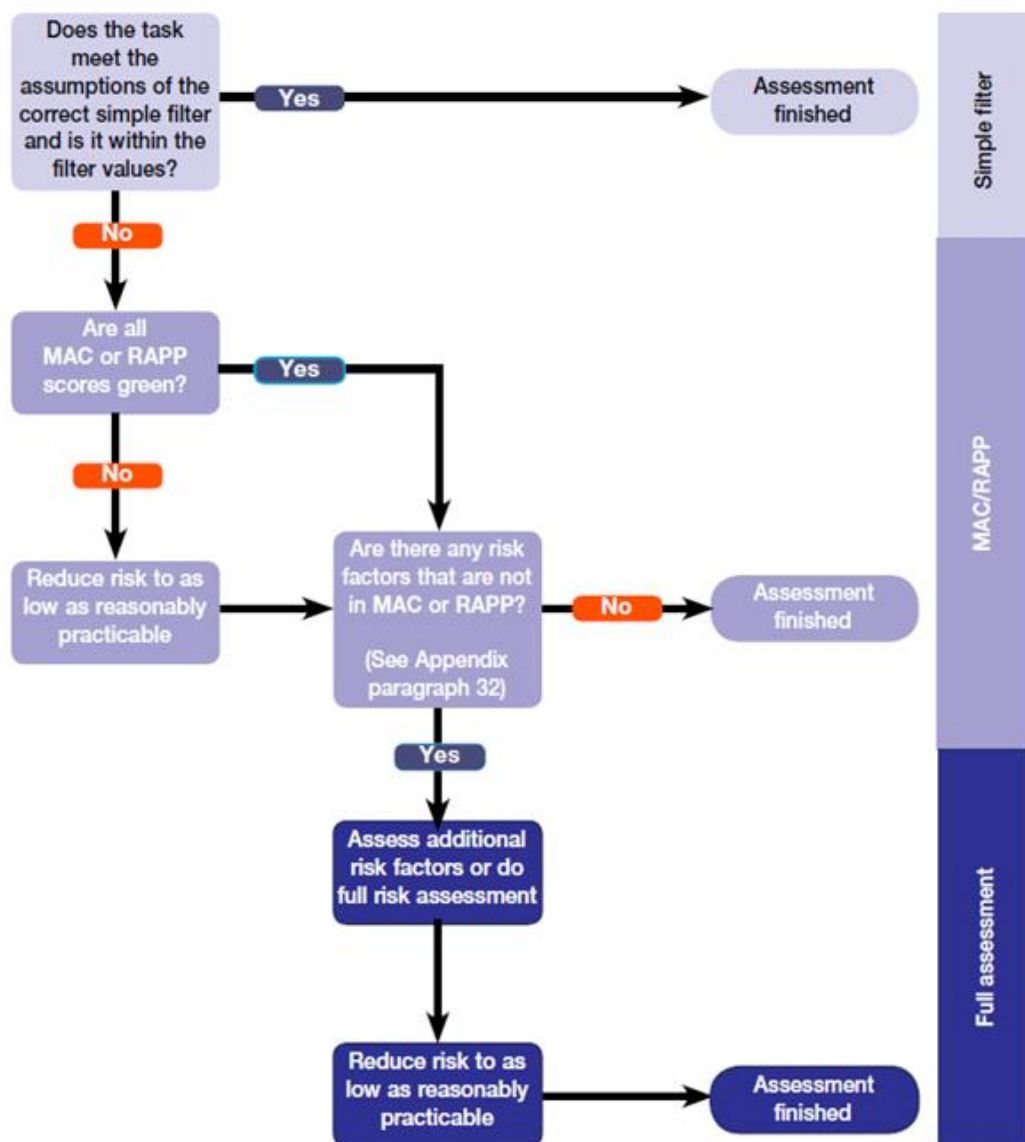 Does the task
meet the
assumptions of the
correct simple filter
and is it within the
filter values?
Yes
Assessment
finished
Simple filter
No
Are all
MAC or RAPP
scores green?
Yes
No
Reduce risk to as
low as reasonably
practicable
Are there any risk
factors that are not
in MAC or RAPP?
(See Appendix
paragraph 32)
No
Assessment
finished
MAC/RAPP
Yes
Assess additional
risk factors or do
full risk assessment
Reduce risk to as
low as reasonably
practicable
Assessment
finished
Full assessment